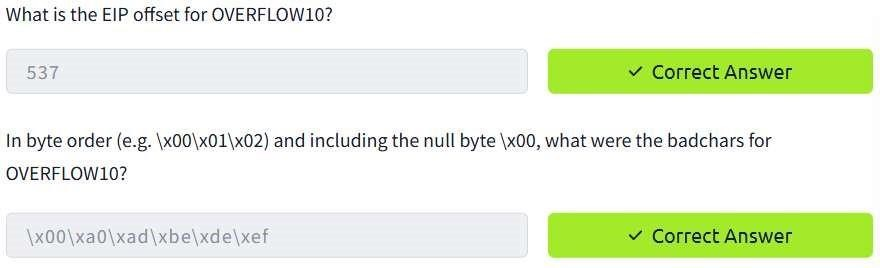 What is the EIP offset for OVERFLOW10?
537
✓ Correct Answer
In byte order (e.g. \x00\x01\x02) and including the null byte \x00, what were the badchars for
OVERFLOW10?
\x00\xa0\xad\xbe\xde\xef
✓ Correct Answer